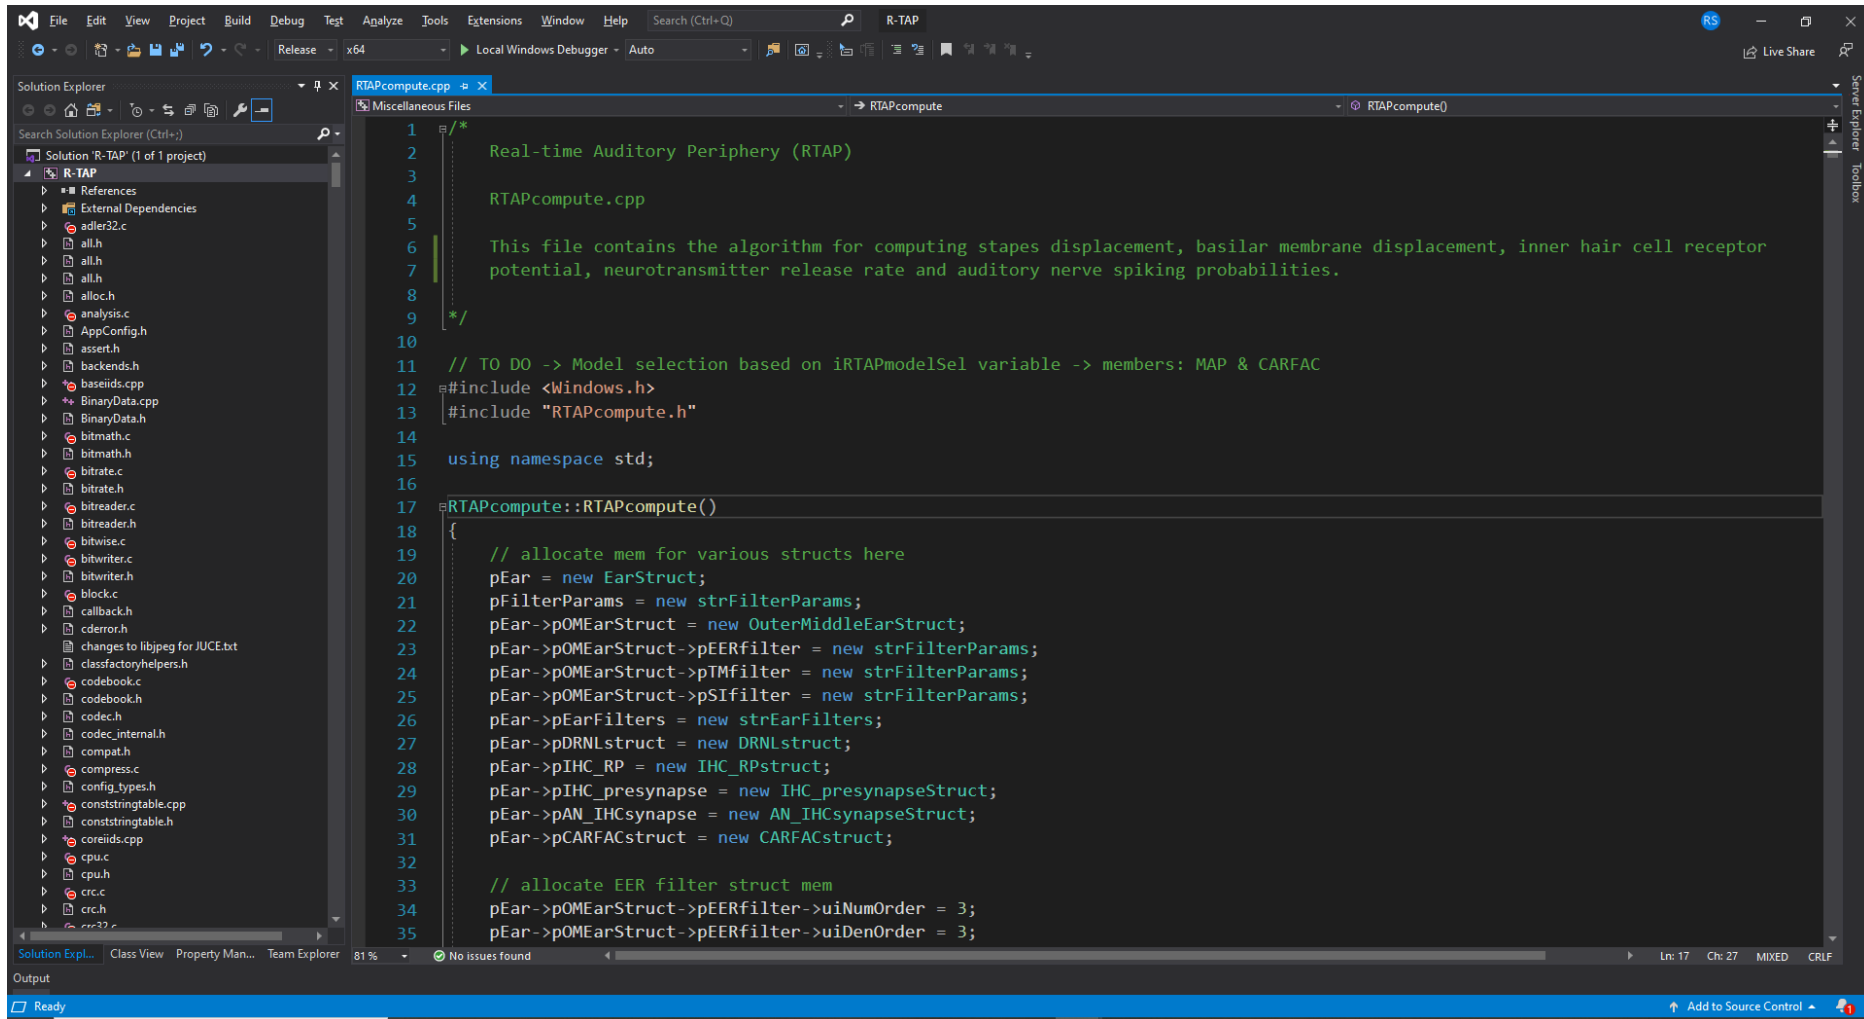 File Edit View Project Build Debug Test Analyze Tools Extensions Window Help Search (Ctrl+Q) R-TAP RS
Release x64 Local Windows Debugger Auto Live Share
Solution Explorer
Search Solution Explorer (Ctrl+;)
Solution 'R-TAP' (1 of 1 project)
R-TAP
References
External Dependencies
adler32.c
all.h
all.h
all.h
alloc.h
analysis.c
AppConfig.h
assert.h
backends.h
baseiids.cpp
BinaryData.cpp
BinaryData.h
bitmath.c
bitmath.h
bitrate.c
bitrate.h
bitreader.c
bitreader.h
bitwise.c
bitwriter.c
bitwriter.h
block.c
callback.h
cderror.h
changes to libjpeg for JUCE.txt
classfactoryhelpers.h
codebook.c
codebook.h
codec.h
codec_internal.h
compat.h
compress.c
config_types.h
conststringtable.cpp
conststringtable.h
coreiids.cpp
cpu.c
cpu.h
crc.c
crc.h
crc32.c
Solution Expl... Class View Property Man... Team Explorer
RTAPcompute.cpp
Miscellaneous Files RTAPcompute RTAPcompute()
1 /*
2 Real-time Auditory Periphery (RTAP)
3
4 RTAPcompute.cpp
5
6 This file contains the algorithm for computing stapes displacement, basilar membrane displacement, inner hair cell receptor
7 potential, neurotransmitter release rate and auditory nerve spiking probabilities.
8
9 */
10
11 // TO DO -> Model selection based on iRTAPmodelSel variable -> members: MAP & CARFAC
12 #include <Windows.h>
13 #include "RTAPcompute.h"
14
15 using namespace std;
16
17 RTAPcompute::RTAPcompute()
18 {
19 // allocate mem for various structs here
20 pEar = new EarStruct;
21 pFilterParams = new strFilterParams;
22 pEar->pOMEarStruct = new OuterMiddleEarStruct;
23 pEar->pOMEarStruct->pEERfilter = new strFilterParams;
24 pEar->pOMEarStruct->pTMfilter = new strFilterParams;
25 pEar->pOMEarStruct->pSIfilter = new strFilterParams;
26 pEar->pEarFilters = new strEarFilters;
27 pEar->pDRNLstruct = new DRNLstruct;
28 pEar->pIHC_RP = new IHC_RPstruct;
29 pEar->pIHC_presynapse = new IHC_presynapseStruct;
30 pEar->pAN_IHCsynapse = new AN_IHCsynapseStruct;
31 pEar->pCARFACstruct = new CARFACstruct;
32
33 // allocate EER filter struct mem
34 pEar->pOMEarStruct->pEERfilter->uiNumOrder = 3;
35 pEar->pOMEarStruct->pEERfilter->uiDenOrder = 3;
81 % No issues found Ln: 17 Ch: 27 MIXED CRLF
Server Explorer
Toolbox
Output
Ready Add to Source Control 1